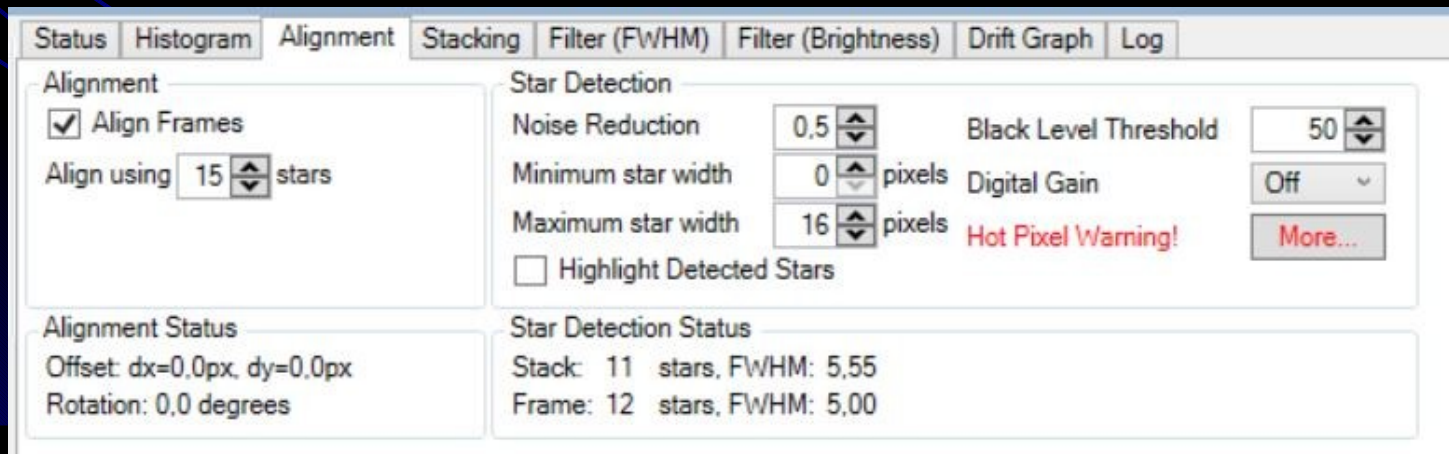 Status Histogram Alignment Stacking Filter (FWHM) Filter (Brightness) Drift Graph Log
Alignment
Align Frames
Align using 15 stars
Star Detection
Noise Reduction 0,5
Minimum star width 0 pixels
Maximum star width 16 pixels
Highlight Detected Stars
Black Level Threshold 50
Digital Gain Off
Hot Pixel Warning! More...
Alignment Status
Offset: dx=0,0px, dy=0,0px
Rotation: 0,0 degrees
Star Detection Status
Stack: 11 stars, FWHM: 5,55
Frame: 12 stars, FWHM: 5,00